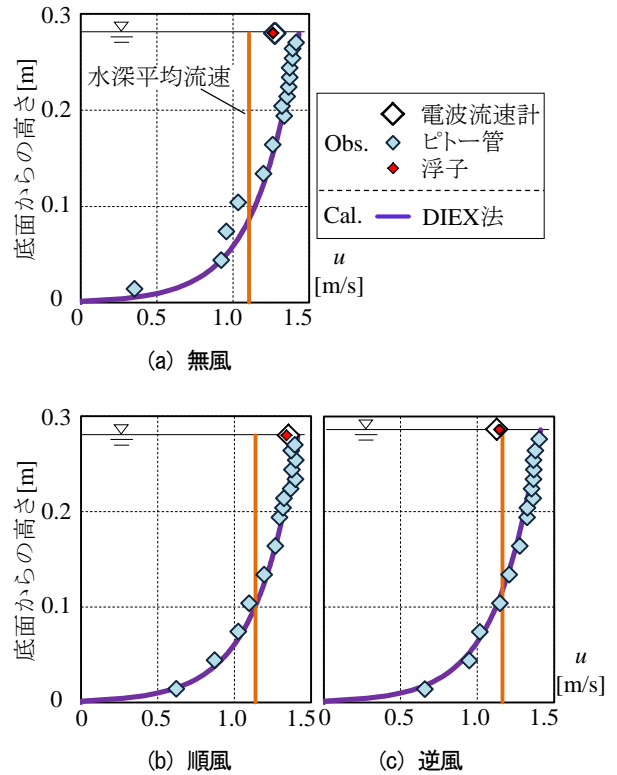 底面からの高さ[m]
0.3
0.2
0.1
0
水深平均流速
0
0.5
1.0
1.5
u
[m/s]
(a) 無風
Obs.
電波流速計
ピトー管
浮子
Cal.
DIEX法
底面からの高さ[m]
0.3
0.2
0.1
0
0
0.5
1.0
1.5
(b) 順風
0
0.5
1.0
1.5
u
[m/s]
(c) 逆風